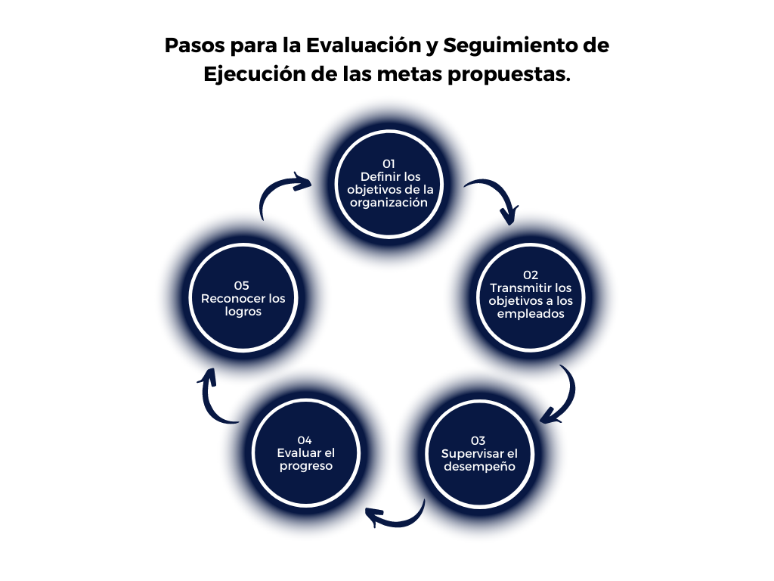 Pasos para la Evaluación y Seguimiento de
Ejecución de las metas propuestas.
01
Definir los
objetivos de la
organización
02
Transmitir los
objetivos a los
empleados
03
Supervisar el
desempeño
04
Evaluar el
progreso
05
Reconocer los
logros